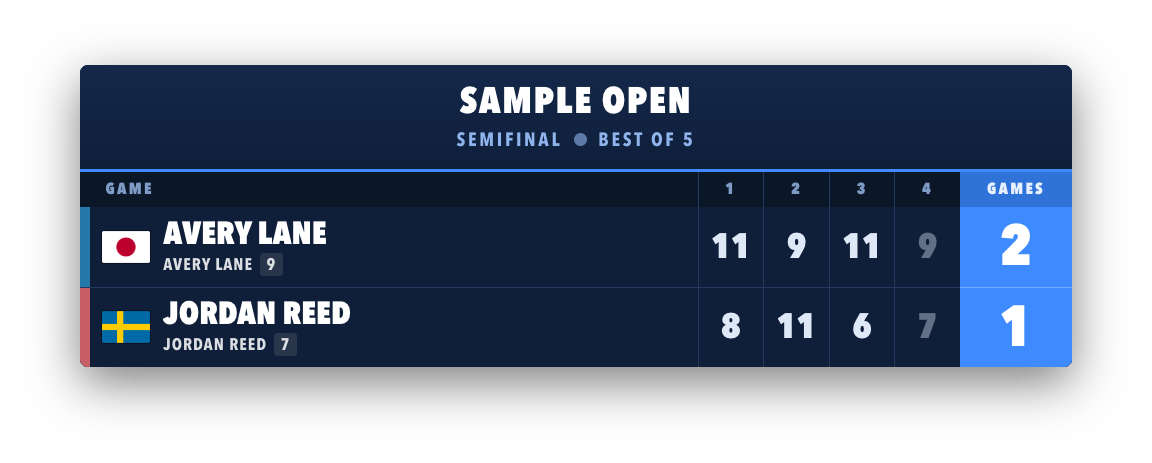 SAMPLE OPEN
SEMIFINAL ● BEST OF 5
GAME 1 2 3 4 GAMES
AVERY LANE 11 9 11 9 2
AVERY LANE 9
JORDAN REED 8 11 6 7 1
JORDAN REED 7